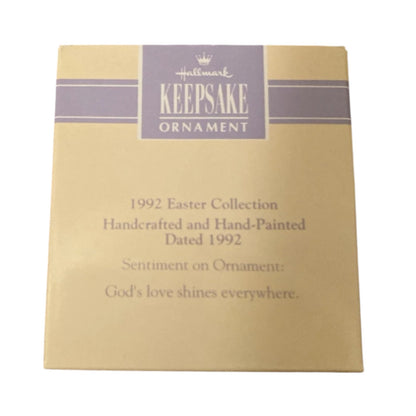 Hallmark
KEEPSAKE
ORNAMENT
1992 Easter Collection
Handcrafted and Hand-Painted
Dated 1992
Sentiment on Ornament:
God's love shines everywhere.